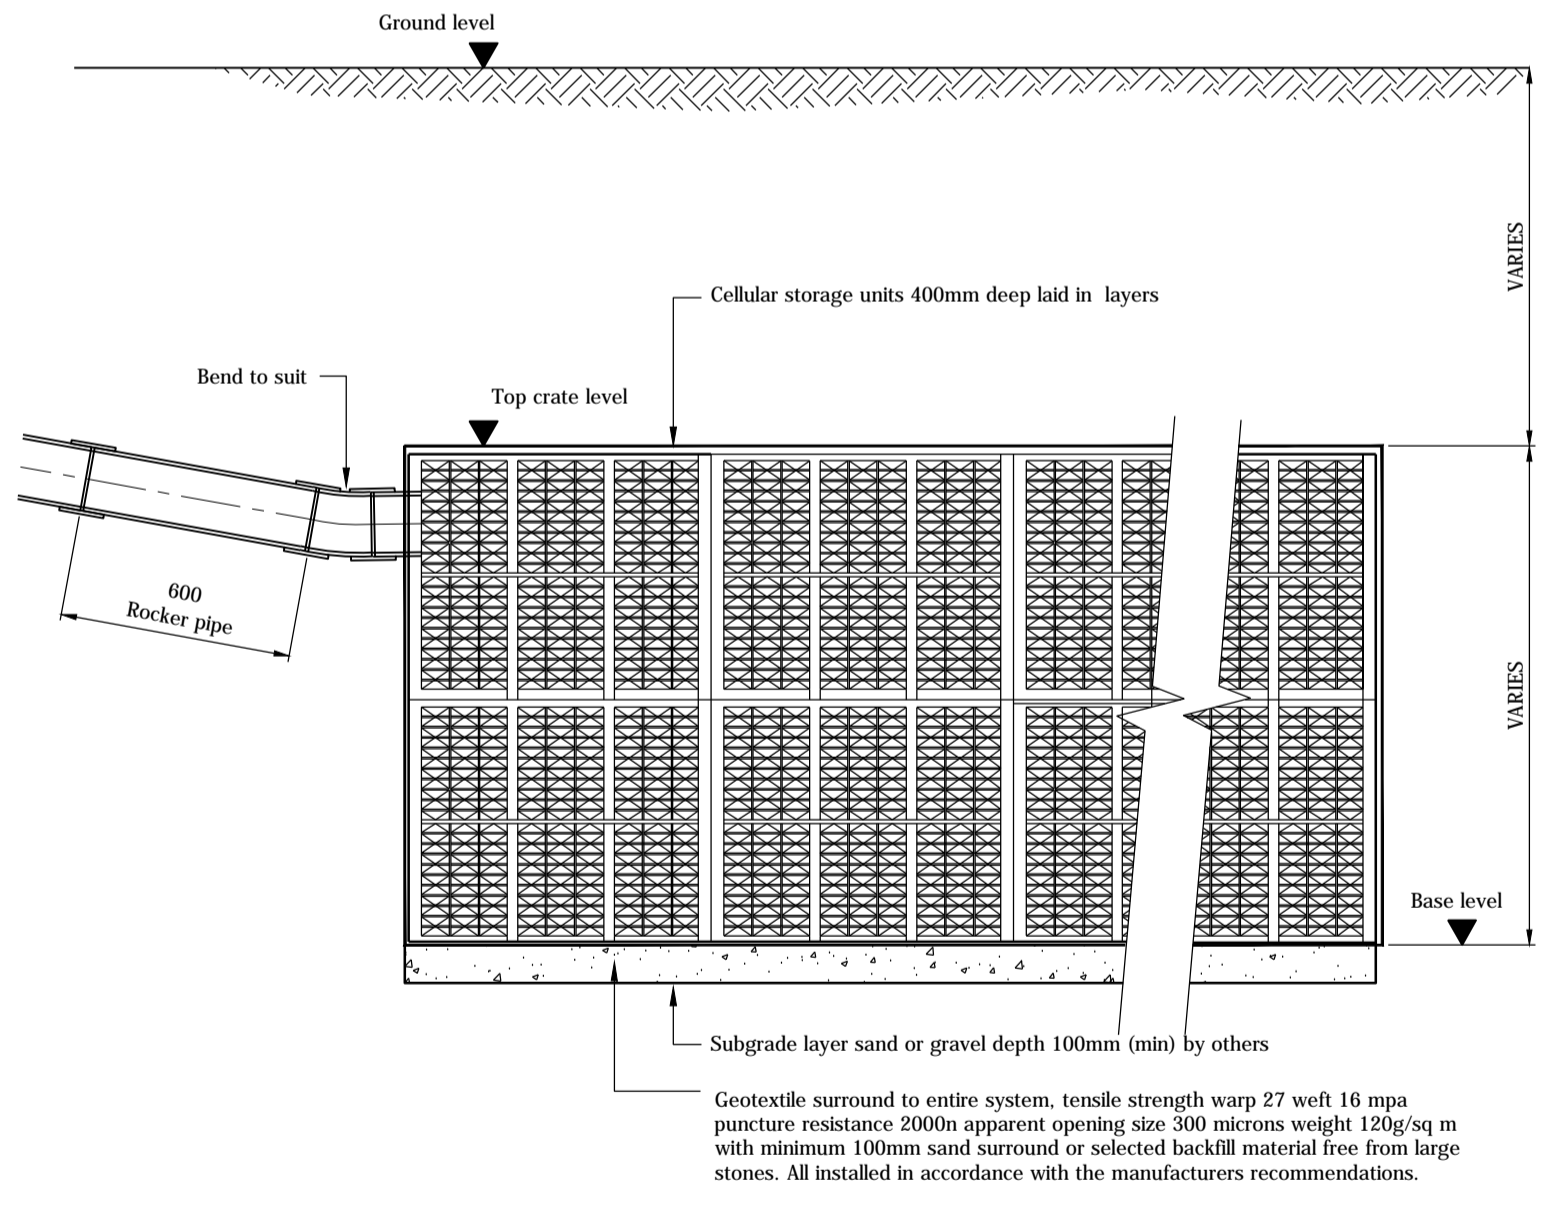 Ground level
VARIES
Cellular storage units 400mm deep laid in layers
Bend to suit
Top crate level
600
Rocker pipe
VARIES
Base level
Subgrade layer sand or gravel depth 100mm (min) by others
Geotextile surround to entire system, tensile strength warp 27 weft 16 mpa
puncture resistance 2000n apparent opening size 300 microns weight 120g/sq m
with minimum 100mm sand surround or selected backfill material free from large
stones. All installed in accordance with the manufacturers recommendations.